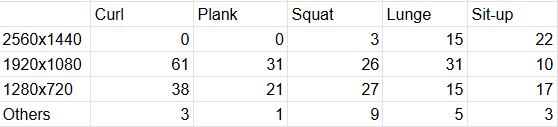 Curl Plank Squat Lunge Sit-up
2560x1440 0 0 3 15 22
1920x1080 61 31 26 31 10
1280x720 38 21 27 15 17
Others 3 1 9 5 3